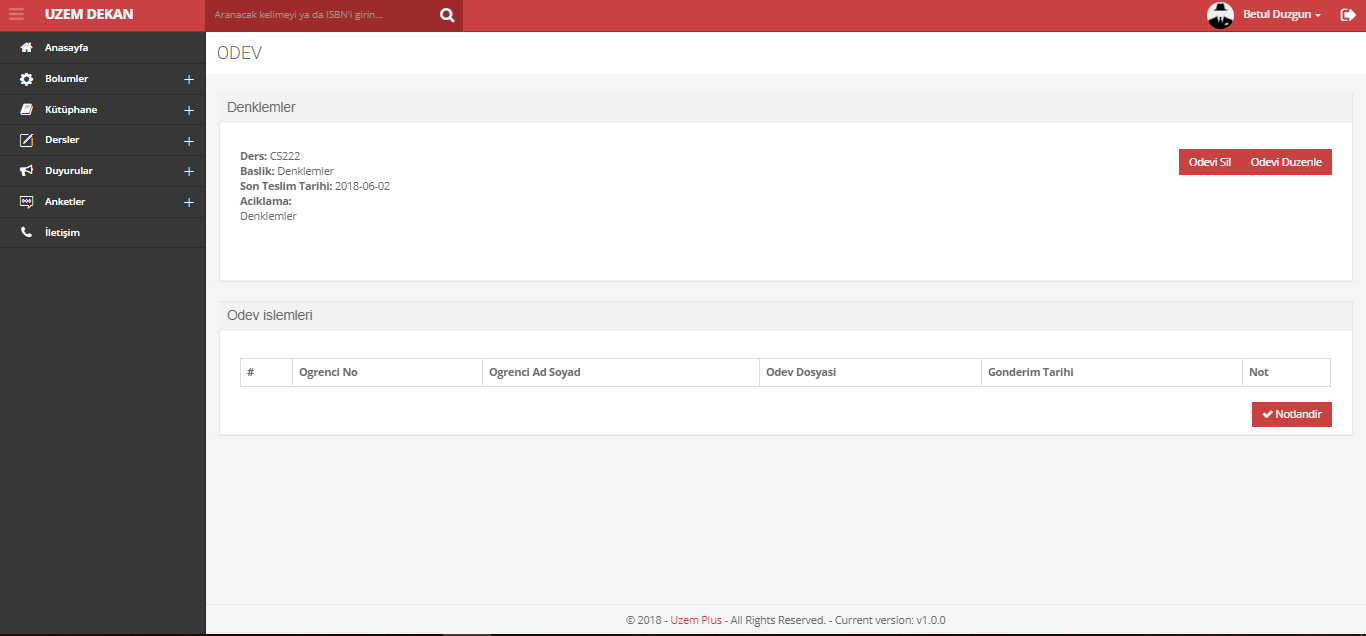 UZEM DEKAN
Aranacak kelimeyi ya da ISBN'i girin...
Betul Duzgun
Anasayfa
Bolumler
Kütüphane
Dersler
Duyurular
Anketler
İletişim
ODEV
Denklemler
Ders: CS222
Baslik: Denklemler
Son Teslim Tarihi: 2018-06-02
Aciklama:
Denklemler
Odevi Sil Odevi Duzenle
Odev islemleri
# Ogrenci No Ogrenci Ad Soyad Odev Dosyasi Gonderim Tarihi Not
Notlandir
© 2018 - Uzem Plus - All Rights Reserved. - Current version: v1.0.0